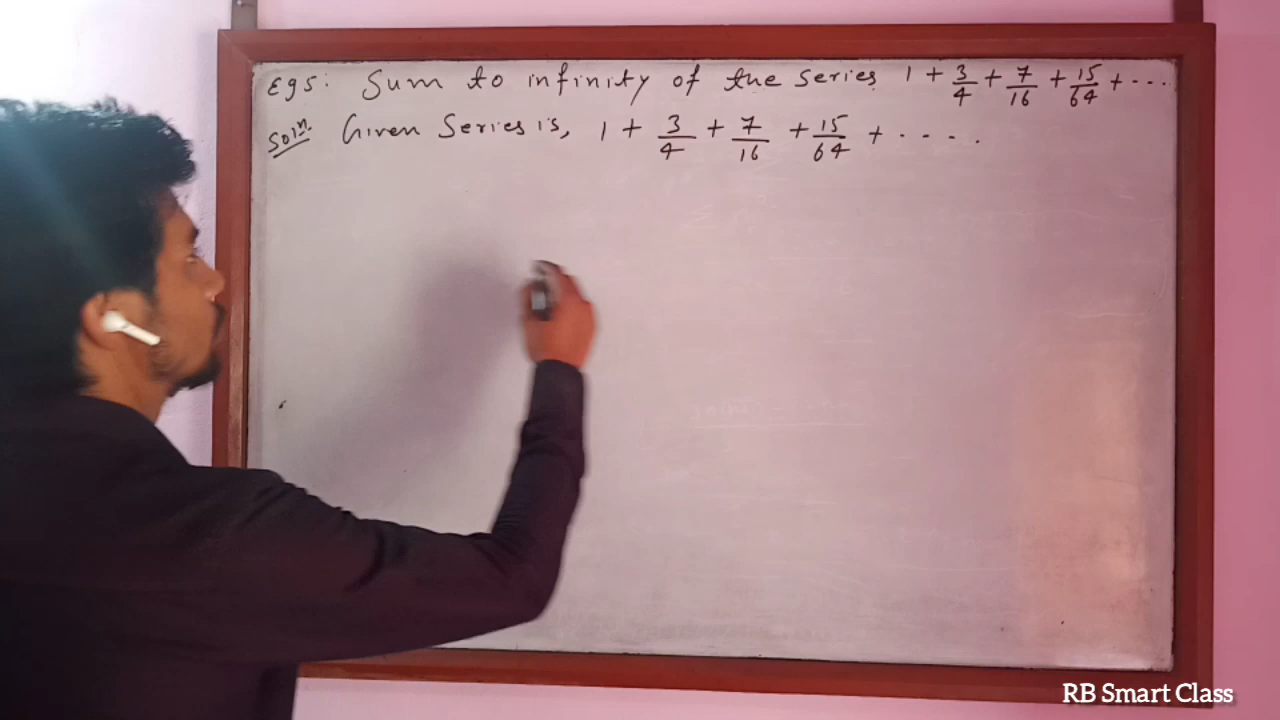 Eg5: Sum to infinity of the series 1 + 3/4 + 7/16 + 15/64 + ...
Soln. Given Series is, 1 + 3/4 + 7/16 + 15/64 + .....
RB Smart Class